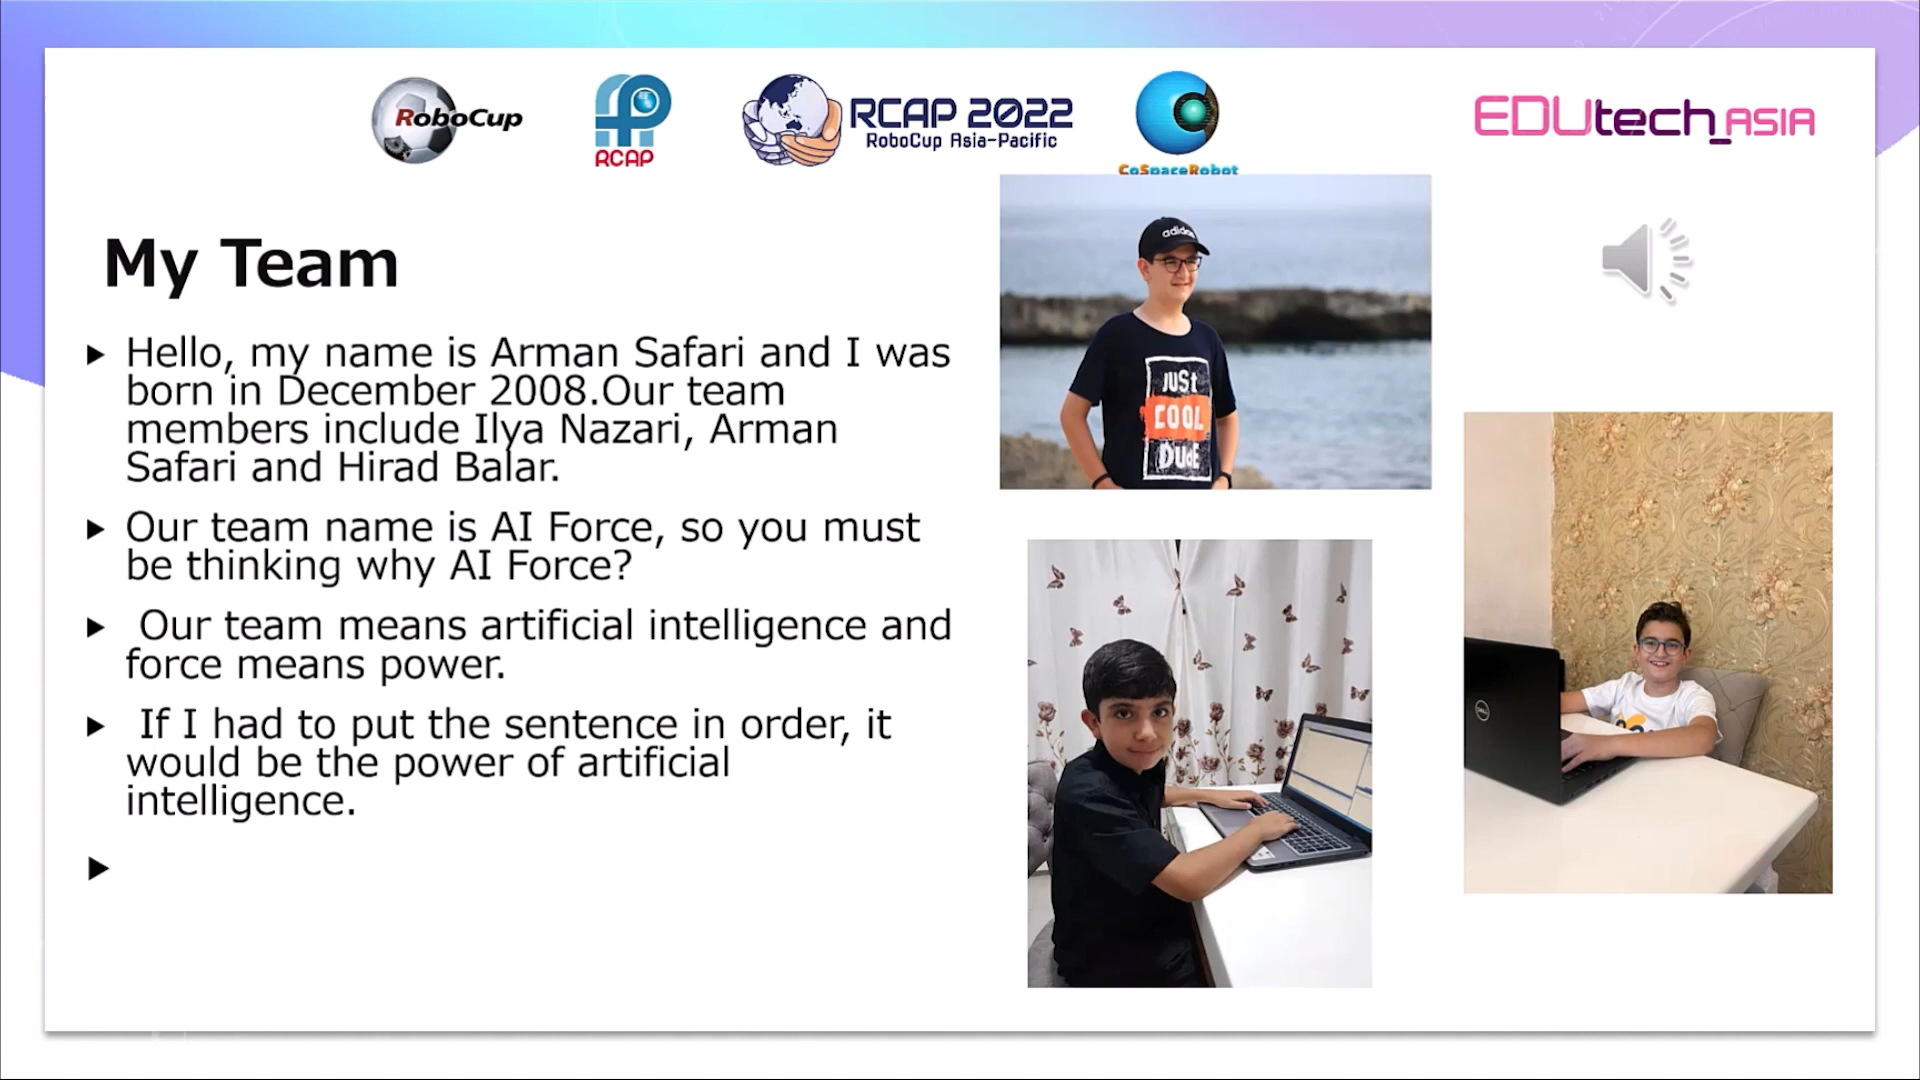 RoboCup
RCAP
RCAP 2022
RoboCup Asia-Pacific
CoSpaceRobot
EDUtech_ASIA
My Team
Hello, my name is Arman Safari and I was
born in December 2008.Our team
members include Ilya Nazari, Arman
Safari and Hirad Balar.
Our team name is AI Force, so you must
be thinking why AI Force?
Our team means artificial intelligence and
force means power.
If I had to put the sentence in order, it
would be the power of artificial
intelligence.
adidas
JUSt
COOL
DUdE
DELL